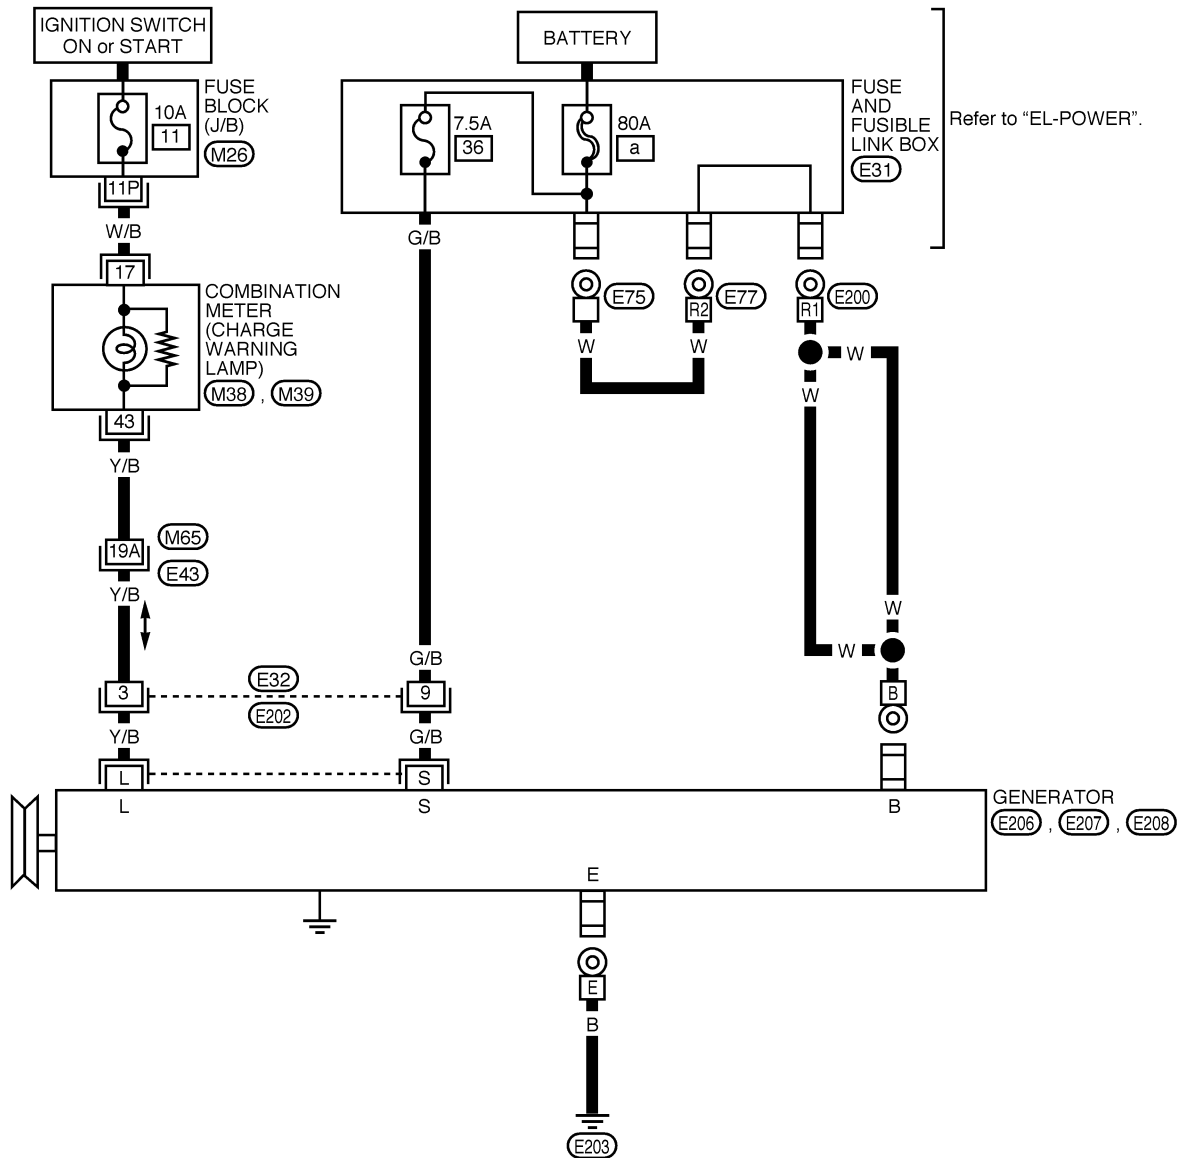 IGNITION SWITCH
ON or START
BATTERY
FUSE
BLOCK
(J/B)
M26
10A
11
11P
W/B
17
7.5A
36
80A
a
FUSE
AND
FUSIBLE
LINK BOX
E31
Refer to “EL-POWER”.
G/B
E75
E77
E200
R2
R1
W
W
W
W
COMBINATION
METER
(CHARGE
WARNING
LAMP)
M38 , M39
43
Y/B
M65
19A
E43
Y/B
W
W
G/B
3
E32
9
E202
B
Y/B
G/B
L
S
L
S
B
GENERATOR
E206 , E207 , E208
E
E
B
E203